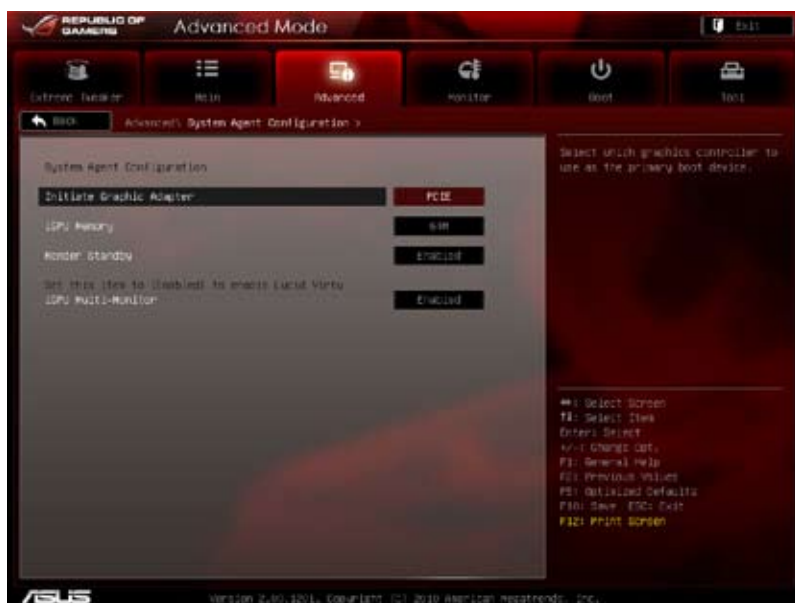 REPUBLIC OF GAMERS
Advanced Mode
Exit
Extreme Tweaker
Main
Advanced
Monitor
Boot
Tool
Back
Advanced\ System Agent Configuration >
System Agent Configuration
Initiate Graphic Adapter
PCIE
iGPU Memory
64M
Render Standby
Enabled
Set this item to [Enabled] to enable Lucid Virtu
iGPU Multi-Monitor
Enabled
Select which graphics controller to
use as the primary boot device.
: Select Screen
: Select Item
Enter: Select
+/-: Change Opt.
F1: General Help
F2: Previous Values
F5: Optimized Defaults
F10: Save ESC: Exit
F12: Print Screen
ASUS
Version 2.00.1201. Copyright (C) 2010 American Megatrends, Inc.